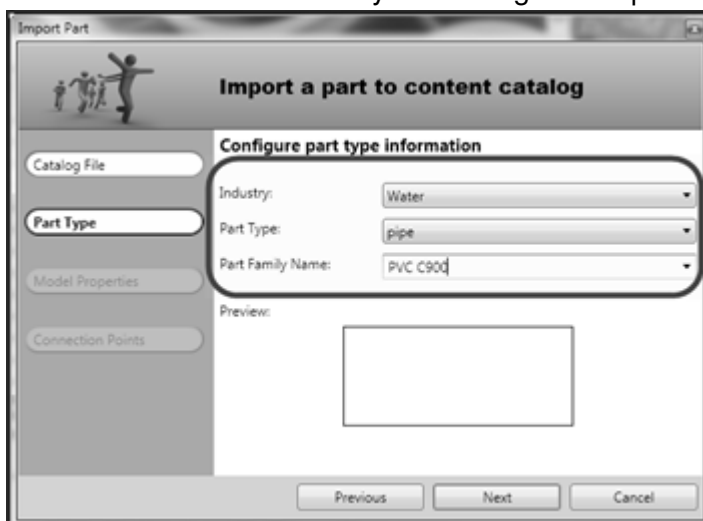 Import Part
Import a part to content catalog
Configure part type information
Catalog File
Industry: Water
Part Type
Part Type: pipe
Part Family Name: PVC C900
Model Properties
Preview:
Connection Points
Previous Next Cancel